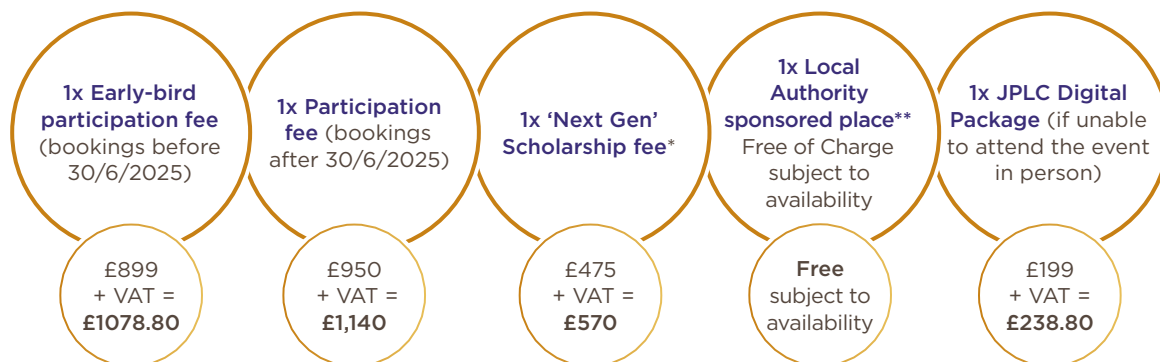 1x Early-bird
participation fee
(bookings before
30/6/2025)
£899
+ VAT =
£1078.80
1x Participation
fee (bookings
after 30/6/2025)
£950
+ VAT =
£1,140
1x ‘Next Gen’
Scholarship fee*
£475
+ VAT =
£570
1x Local
Authority
sponsored place**
Free of Charge
subject to
availability
Free
subject to
availability
1x JPLC Digital
Package (if unable
to attend the event
in person)
£199
+ VAT =
£238.80